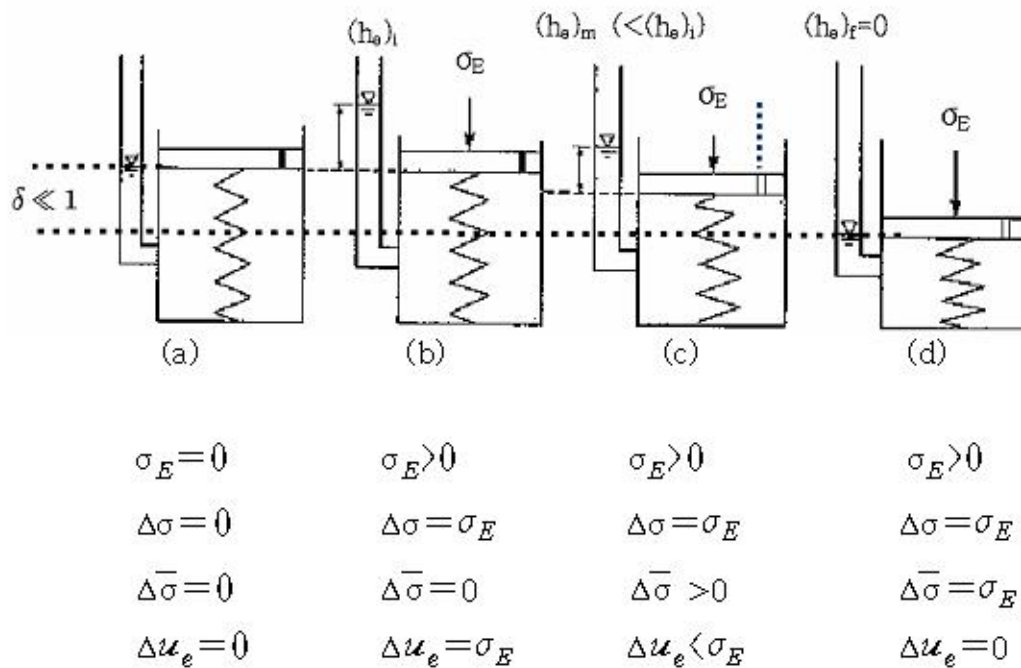 (hₑ)ᵢ (hₑ)ₘ (<(hₑ)ᵢ) (hₑ)f=0
σE σE σE
δ≪1
(a) (b) (c) (d)
σE=0 σE>0 σE>0 σE>0
Δσ=0 Δσ=σE Δσ=σE Δσ=σE
Δσ̅=0 Δσ̅=0 Δσ̅ >0 Δσ̅=σE
Δuₑ=0 Δuₑ=σE Δuₑ<σE Δuₑ=0